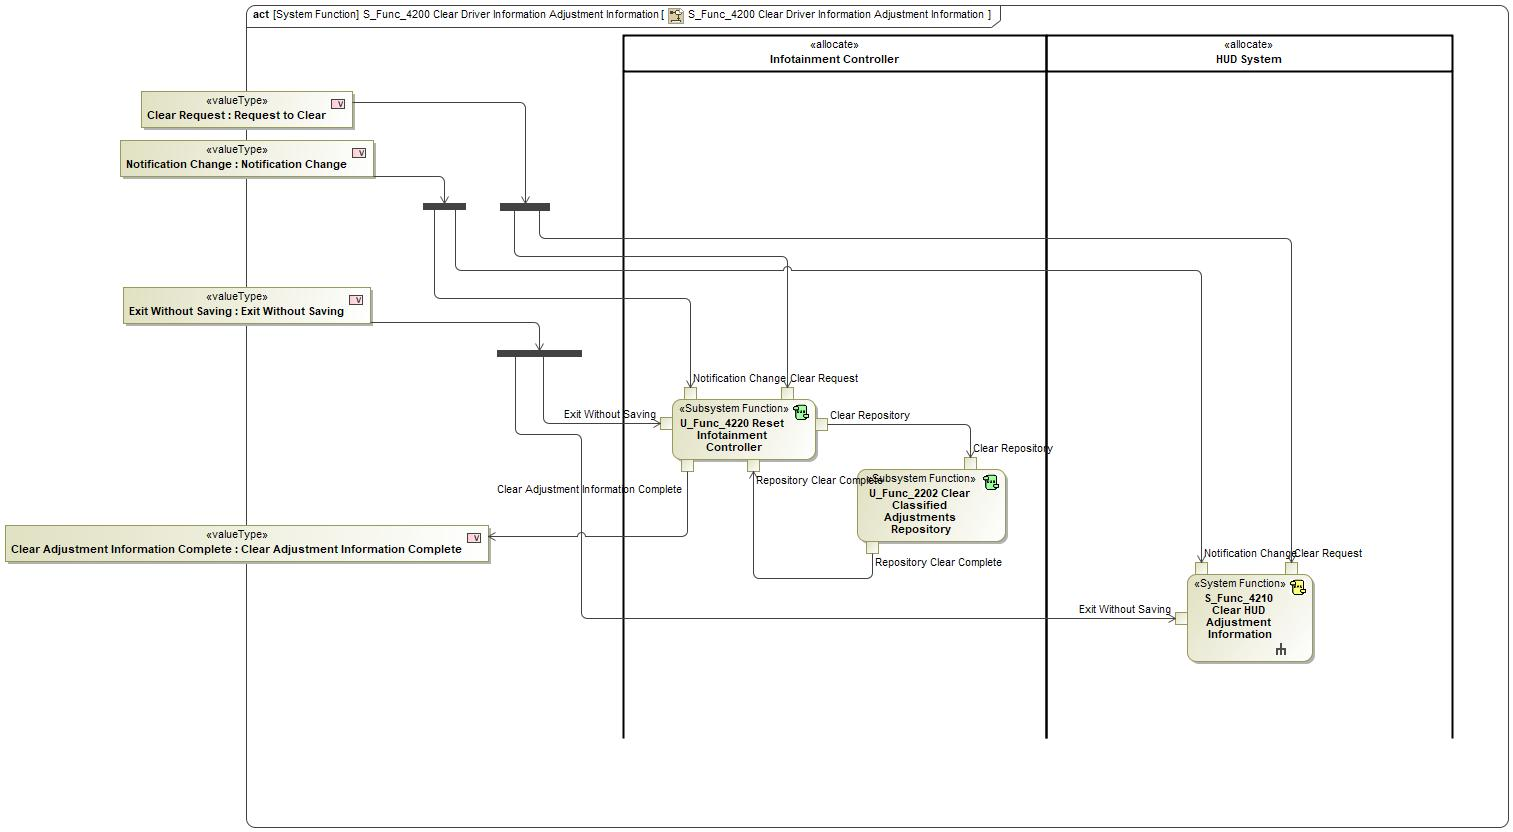 act [System Function] S_Func_4200 Clear Driver Information Adjustment Information [ S_Func_4200 Clear Driver Information Adjustment Information ]
«allocate»
Infotainment Controller
«allocate»
HUD System
«valueType»
Clear Request : Request to Clear
«valueType»
Notification Change : Notification Change
«valueType»
Exit Without Saving : Exit Without Saving
Notification Change
Clear Request
Exit Without Saving
«Subsystem Function»
U_Func_4220 Reset
Infotainment
Controller
Clear Repository
Clear Repository
Clear Adjustment Information Complete
Repository Clear Complete
«Subsystem Function»
U_Func_2202 Clear
Classified
Adjustments
Repository
Repository Clear Complete
«valueType»
Clear Adjustment Information Complete : Clear Adjustment Information Complete
Notification Change
Clear Request
Exit Without Saving
«System Function»
S_Func_4210
Clear HUD
Adjustment
Information